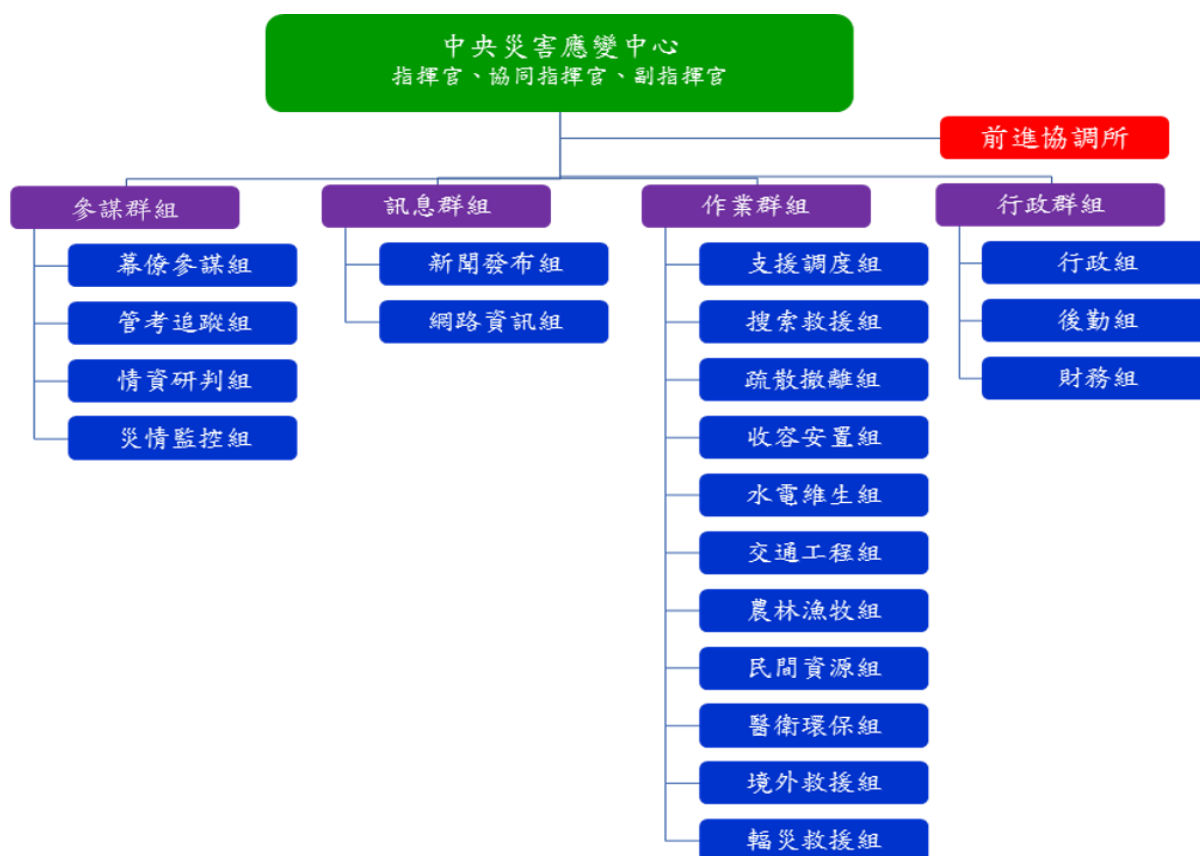 中央災害應變中心
指揮官、協同指揮官、副指揮官
前進協調所
參謀群組
幕僚參謀組
管考追蹤組
情資研判組
災情監控組
訊息群組
新聞發布組
網路資訊組
作業群組
支援調度組
搜索救援組
疏散撤離組
收容安置組
水電維生組
交通工程組
農林漁牧組
民間資源組
醫衛環保組
境外救援組
輻災救援組
行政群組
行政組
後勤組
財務組